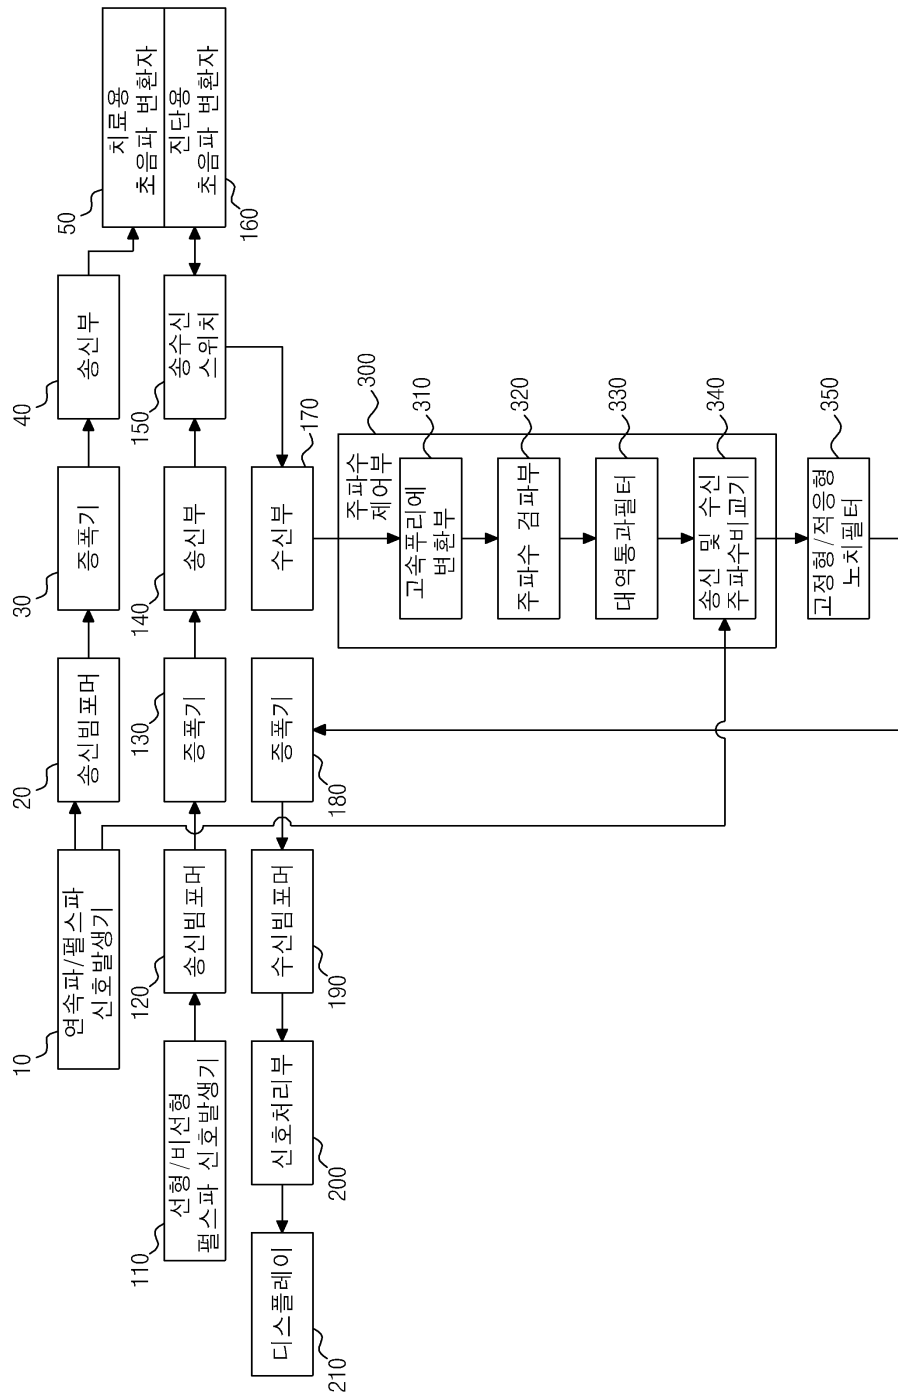 10
연속파/펄스파
신호발생기
20
송신빔포머
30
증폭기
40
송신부
50
치료용
초음파 변환자
110
선형/비선형
펄스파 신호발생기
120
송신빔포머
130
증폭기
140
송신부
150
송수신
스위치
진단용
초음파 변환자
160
210
디스플레이
200
신호처리부
190
수신빔포머
180
증폭기
수신부
170
주파수
제어부
300
고속푸리에
변환부
310
주파수 검파부
320
대역통과필터
330
송신 및 수신
주파수비교기
340
고정형/적응형
노치필터
350